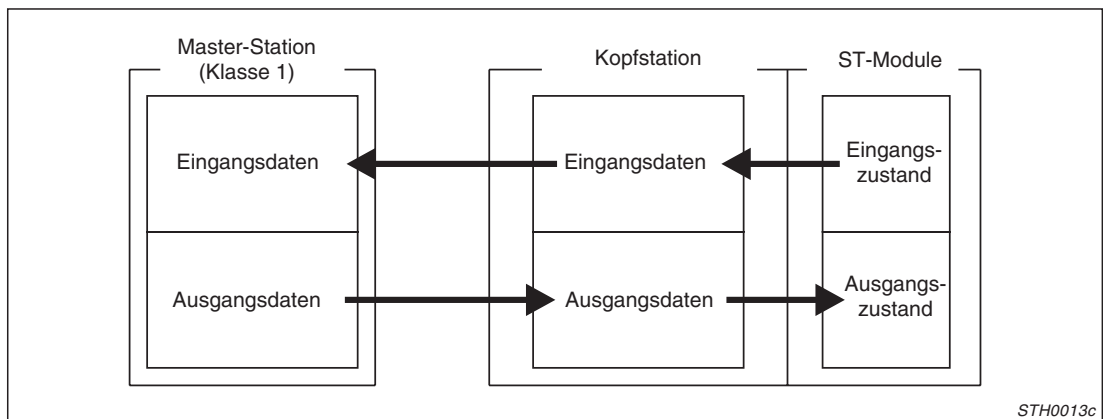 Master-Station
(Klasse 1)
Kopfstation
ST-Module
Eingangsdaten
Eingangsdaten
Eingangs-
zustand
Ausgangsdaten
Ausgangsdaten
Ausgangs-
zustand
STH0013c